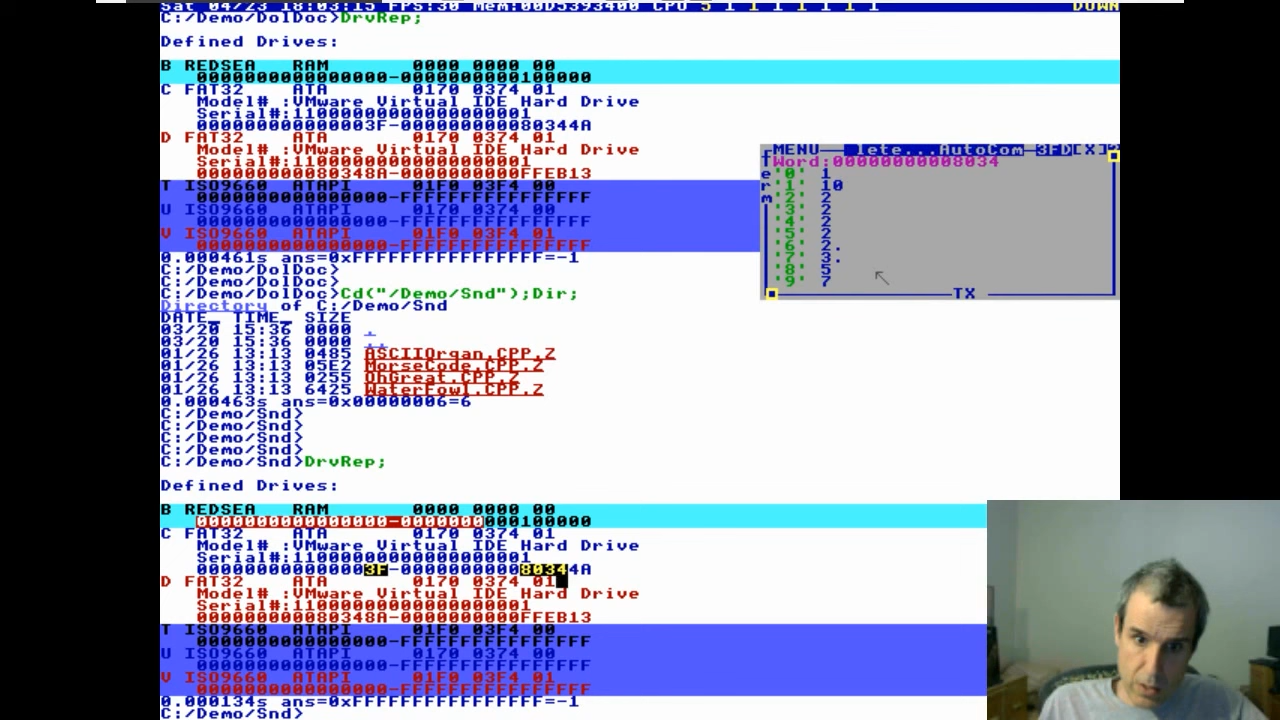 Sat 04/23 18:03:15 FPS:30 Mem:00D5393400 CPU 5 1 1 1 1 1 1 1 DOWN
C:/Demo/DolDoc>DrvRep;
Defined Drives:
B REDSEA RAM 0000 0000 00
0000000000000000-0000000000100000
C FAT32 ATA 0170 0374 01
Model# :VMware Virtual IDE Hard Drive
Serial#:11000000000000000001
000000000000003F-000000000080344A
D FAT32 ATA 0170 0374 01
Model# :VMware Virtual IDE Hard Drive
Serial#:11000000000000000001
000000000080348A-0000000000FFEB13
T ISO9660 ATAPI 01F0 03F4 00
0000000000000000-FFFFFFFFFFFFFFFF
U ISO9660 ATAPI 0170 0374 00
0000000000000000-FFFFFFFFFFFFFFFF
V ISO9660 ATAPI 01F0 03F4 01
0000000000000000-FFFFFFFFFFFFFFFF
0.000461s ans=0xFFFFFFFFFFFFFFFF=-1
C:/Demo/DolDoc>
C:/Demo/DolDoc>
C:/Demo/DolDoc>Cd("/Demo/Snd");Dir;
Directory of C:/Demo/Snd
DATE_ TIME_ SIZE
03/20 15:36 0000 .
03/20 15:36 0000 ..
01/26 13:13 0485 ASCIIOrgan.CPP.Z
01/26 13:13 05E2 MorseCode.CPP.Z
01/26 13:13 0255 OhGreat.CPP.Z
01/26 13:13 6425 WaterFowl.CPP.Z
0.000463s ans=0x00000006=6
C:/Demo/Snd>
C:/Demo/Snd>
C:/Demo/Snd>
C:/Demo/Snd>
C:/Demo/Snd>DrvRep;
Defined Drives:
B REDSEA RAM 0000 0000 00
0000000000000000-0000000000100000
C FAT32 ATA 0170 0374 01
Model# :VMware Virtual IDE Hard Drive
Serial#:11000000000000000001
000000000000003F-000000000080344A
D FAT32 ATA 0170 0374 01
Model# :VMware Virtual IDE Hard Drive
Serial#:11000000000000000001
000000000080348A-0000000000FFEB13
T ISO9660 ATAPI 01F0 03F4 00
0000000000000000-FFFFFFFFFFFFFFFF
U ISO9660 ATAPI 0170 0374 00
0000000000000000-FFFFFFFFFFFFFFFF
V ISO9660 ATAPI 01F0 03F4 01
0000000000000000-FFFFFFFFFFFFFFFF
0.000134s ans=0xFFFFFFFFFFFFFFFF=-1
C:/Demo/Snd>
MENU lete...AutoCom 3FD[X]
Term
Word:00000000008034
'0' 1
'1' 10
'2' 2
'3' 2
'4' 2
'5' 2
'6' 2.
'7' 3.
'8' 5
'9' 7
TX